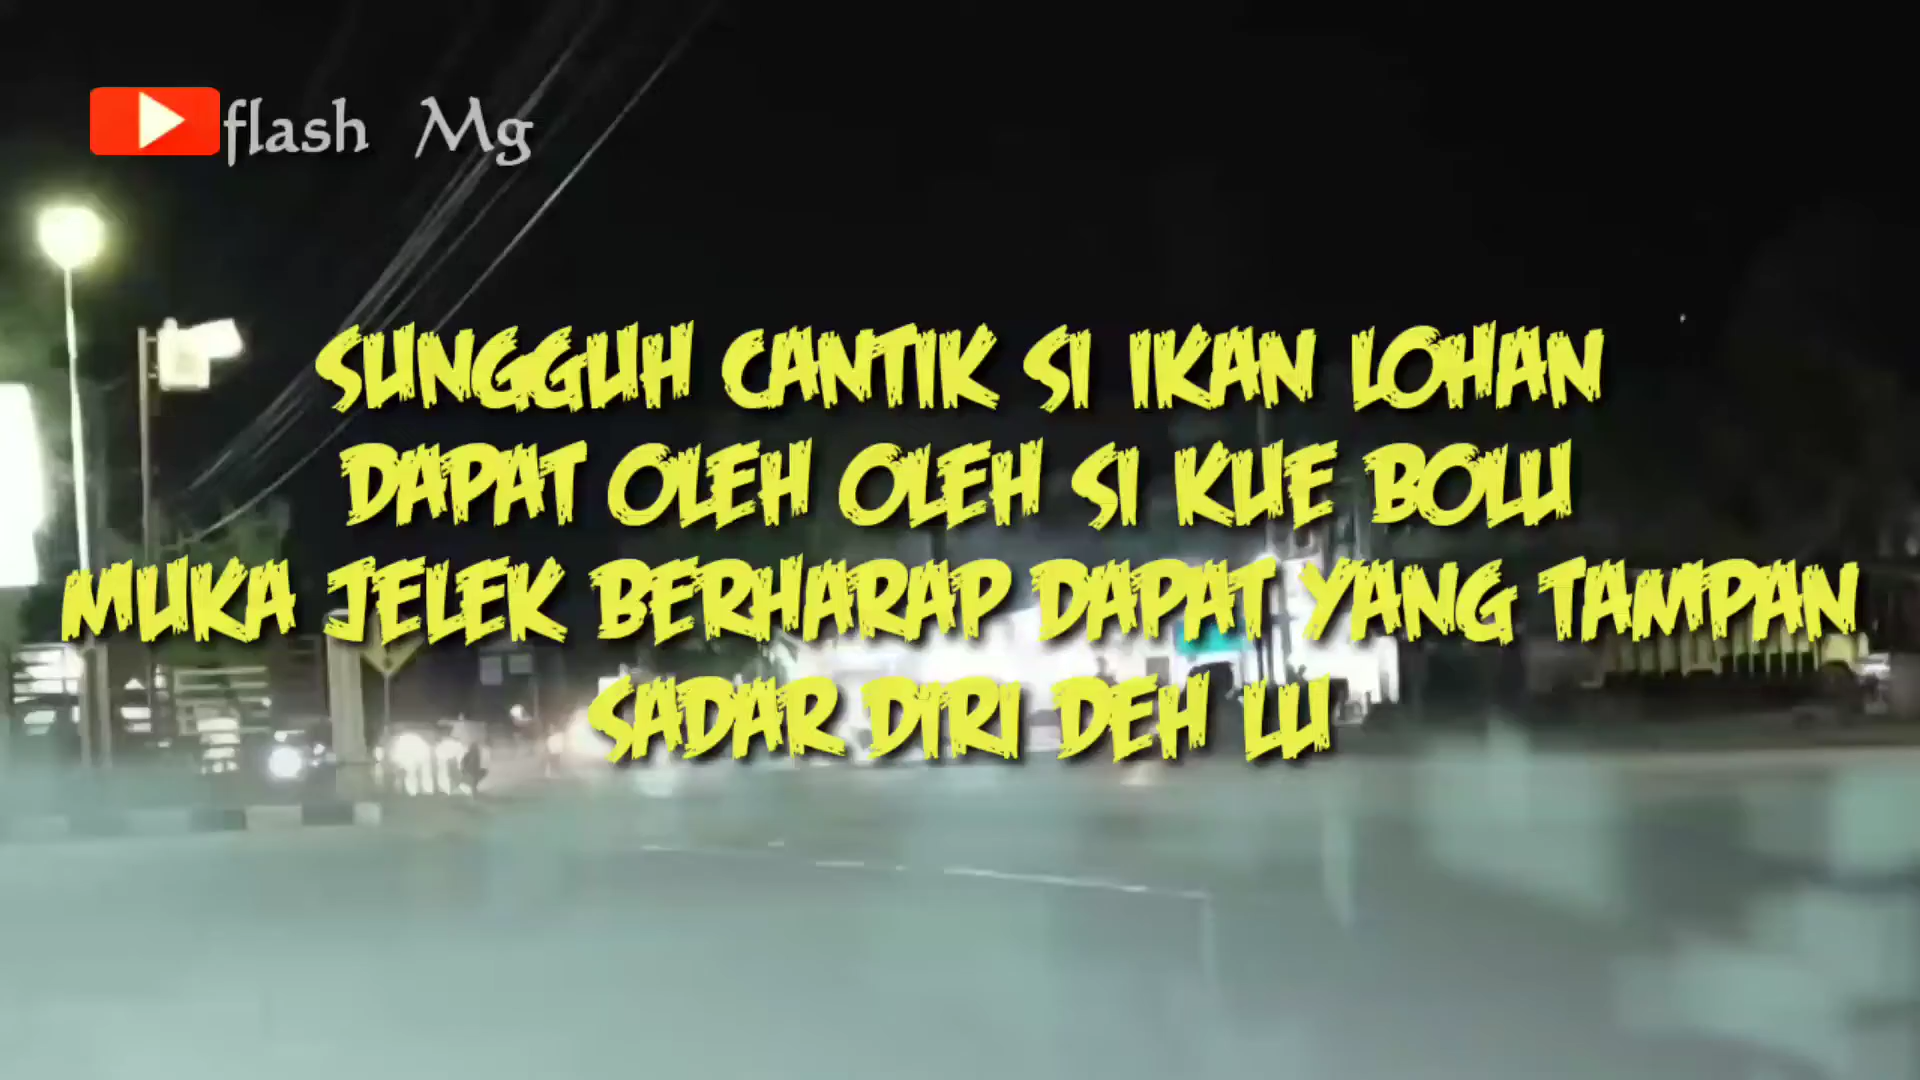 flash Mg
SUNGGUH CANTIK SI IKAN LOHAN
DAPAT OLEH OLEH SI KUE BOLU
MUKA JELEK BERHARAP DAPAT YANG TAMPAN
SADAR DIRI DEH LU